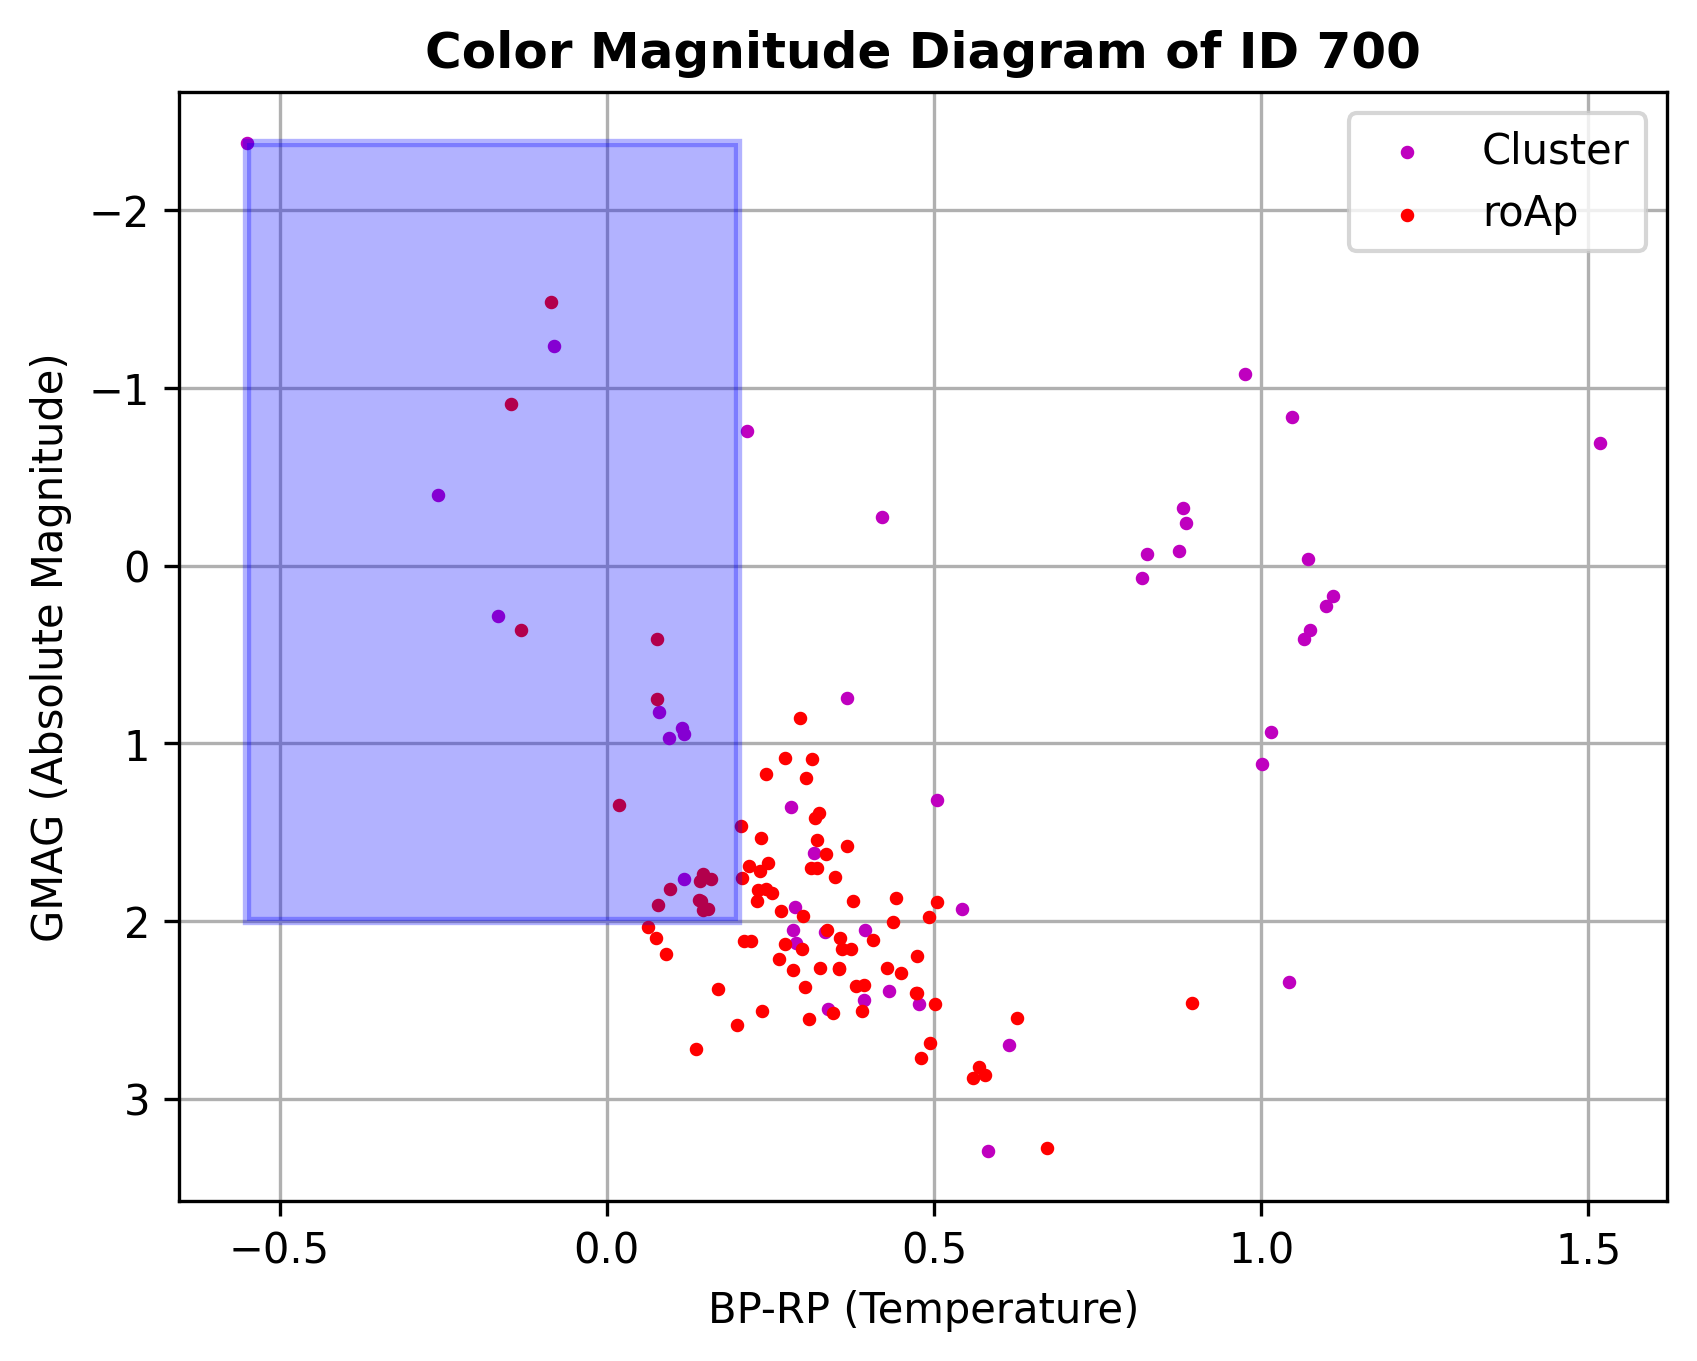 Color Magnitude Diagram of ID 700
Cluster
roAp
−2
−1
0
1
2
3
GMAG (Absolute Magnitude)
−0.5
0.0
0.5
1.0
1.5
BP-RP (Temperature)